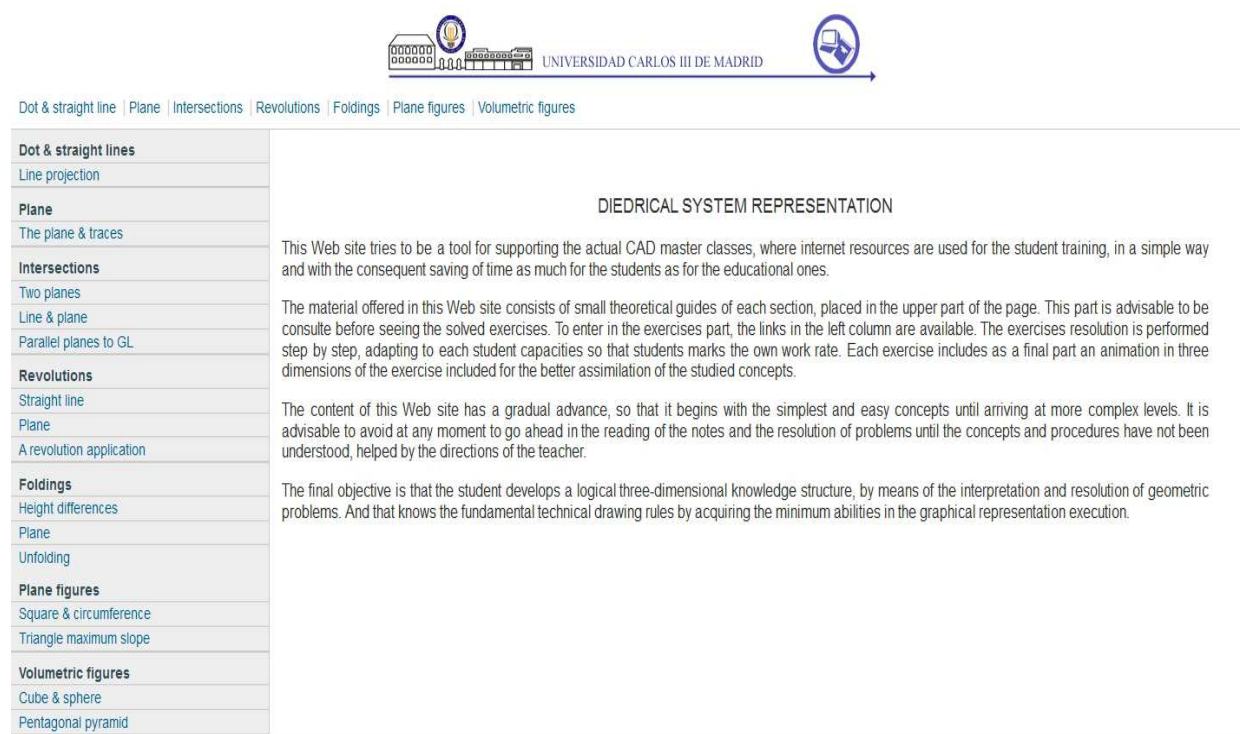 UNIVERSIDAD CARLOS III DE MADRID
Dot & straight line | Plane | Intersections | Revolutions | Foldings | Plane figures | Volumetric figures
Dot & straight lines
Line projection
Plane
The plane & traces
Intersections
Two planes
Line & plane
Parallel planes to GL
Revolutions
Straight line
Plane
A revolution application
Foldings
Height differences
Plane
Unfolding
Plane figures
Square & circumference
Triangle maximum slope
Volumetric figures
Cube & sphere
Pentagonal pyramid
DIEDRICAL SYSTEM REPRESENTATION
This Web site tries to be a tool for supporting the actual CAD master classes, where internet resources are used for the student training, in a simple way
and with the consequent saving of time as much for the students as for the educational ones.
The material offered in this Web site consists of small theoretical guides of each section, placed in the upper part of the page. This part is advisable to be
consulte before seeing the solved exercises. To enter in the exercises part, the links in the left column are available. The exercises resolution is performed
step by step, adapting to each student capacities so that students marks the own work rate. Each exercise includes as a final part an animation in three
dimensions of the exercise included for the better assimilation of the studied concepts.
The content of this Web site has a gradual advance, so that it begins with the simplest and easy concepts until arriving at more complex levels. It is
advisable to avoid at any moment to go ahead in the reading of the notes and the resolution of problems until the concepts and procedures have not been
understood, helped by the directions of the teacher.
The final objective is that the student develops a logical three-dimensional knowledge structure, by means of the interpretation and resolution of geometric
problems. And that knows the fundamental technical drawing rules by acquiring the minimum abilities in the graphical representation execution.